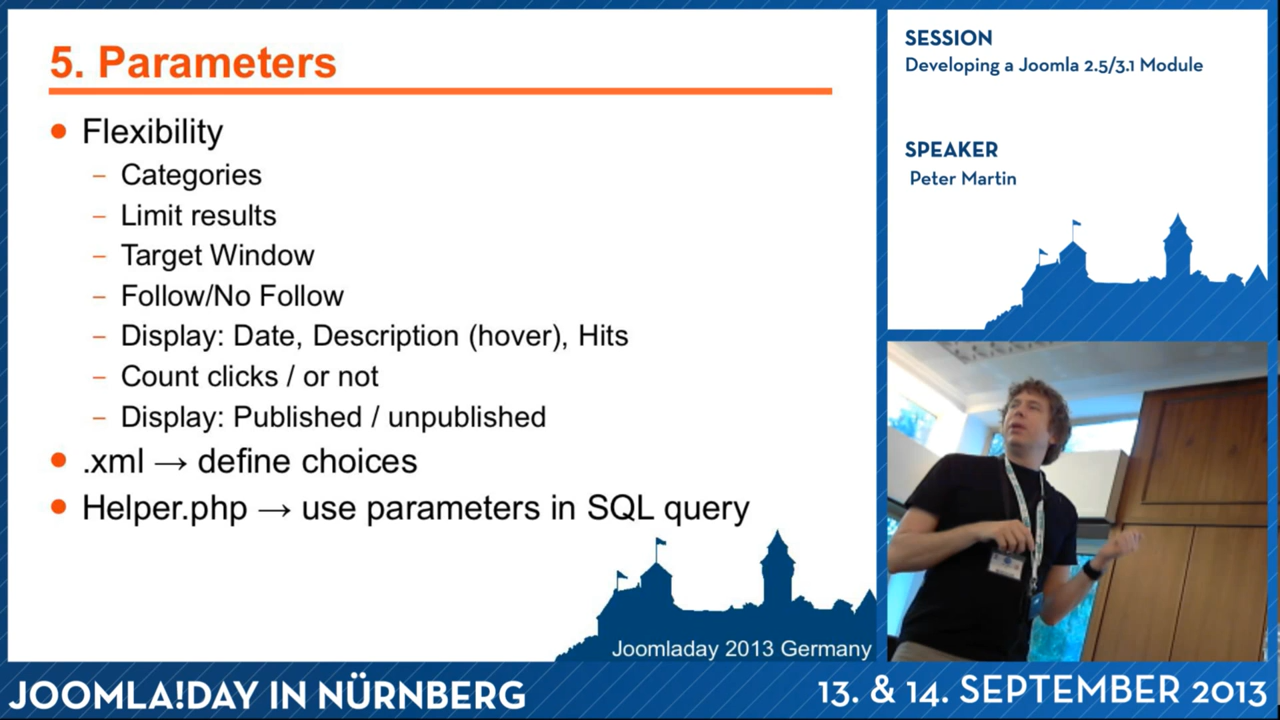 5. Parameters
Flexibility
– Categories
– Limit results
– Target Window
– Follow/No Follow
– Display: Date, Description (hover), Hits
– Count clicks / or not
– Display: Published / unpublished
.xml → define choices
Helper.php → use parameters in SQL query
Joomladay 2013 Germany
SESSION
Developing a Joomla 2.5/3.1 Module
SPEAKER
Peter Martin
JOOMLA!DAY IN NÜRNBERG
13. & 14. SEPTEMBER 2013